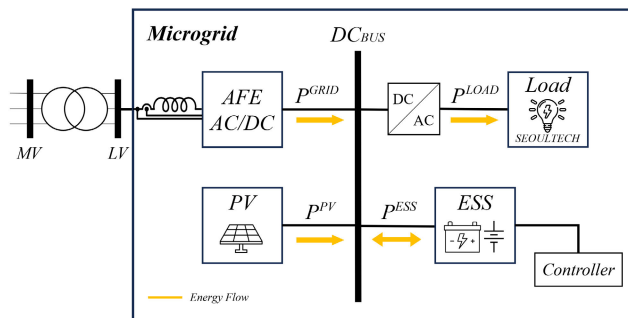 Microgrid
DCBUS
AFE
AC/DC
P^GRID
DC
AC
P^LOAD
Load
SEOULTECH
MV
LV
PV
P^PV
P^ESS
ESS
- +
Controller
Energy Flow